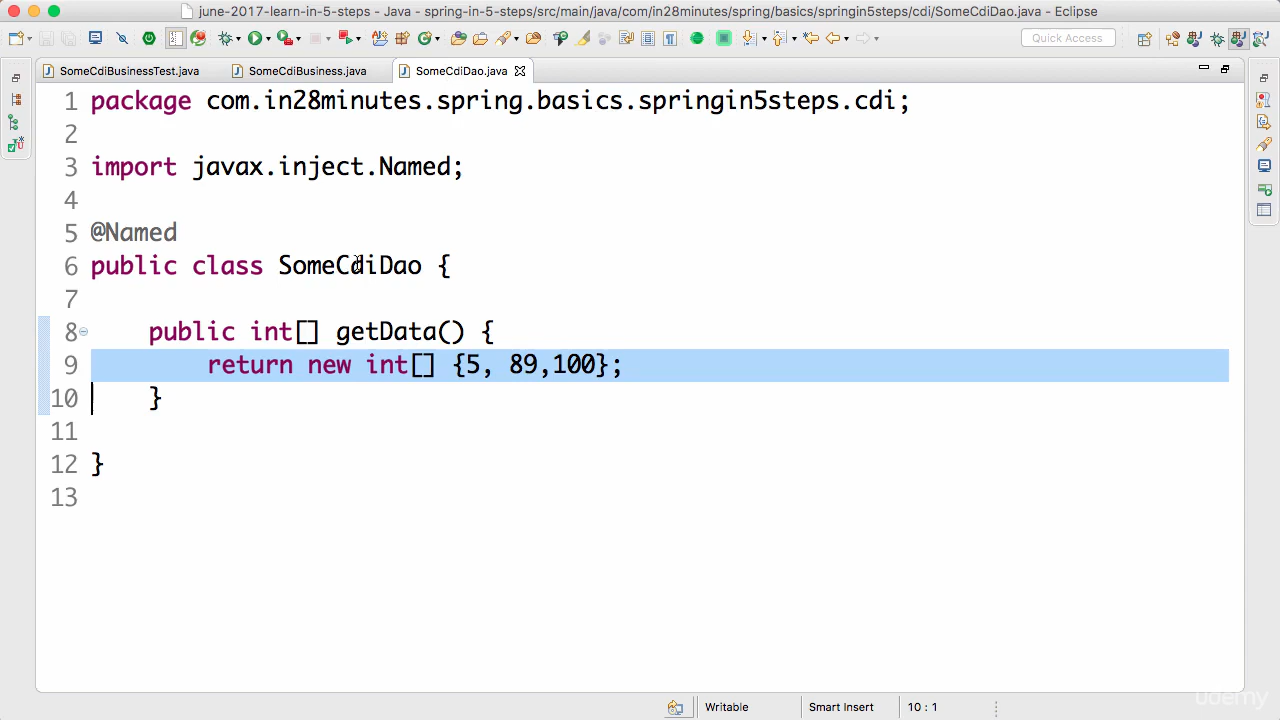 june-2017-learn-in-5-steps - Java - spring-in-5-steps/src/main/java/com/in28minutes/spring/basics/springin5steps/cdi/SomeCdiDao.java - Eclipse
Quick Access
SomeCdiBusinessTest.java SomeCdiBusiness.java SomeCdiDao.java
1 package com.in28minutes.spring.basics.springin5steps.cdi;
2
3 import javax.inject.Named;
4
5 @Named
6 public class SomeCdiDao {
7
8 public int[] getData() {
9 return new int[] {5, 89,100};
10 }
11
12 }
13
Writable Smart Insert 10 : 1
udemy